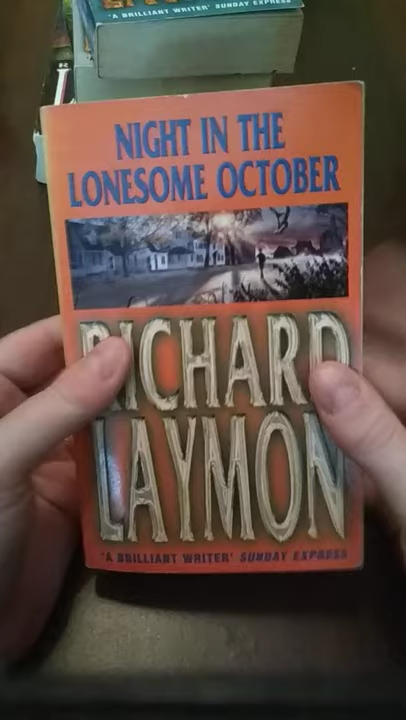 'A BRILLIANT WRITER' SUNDAY EXPRESS
NIGHT IN THE
LONESOME OCTOBER
RICHARD
LAYMON
'A BRILLIANT WRITER' SUNDAY EXPRESS